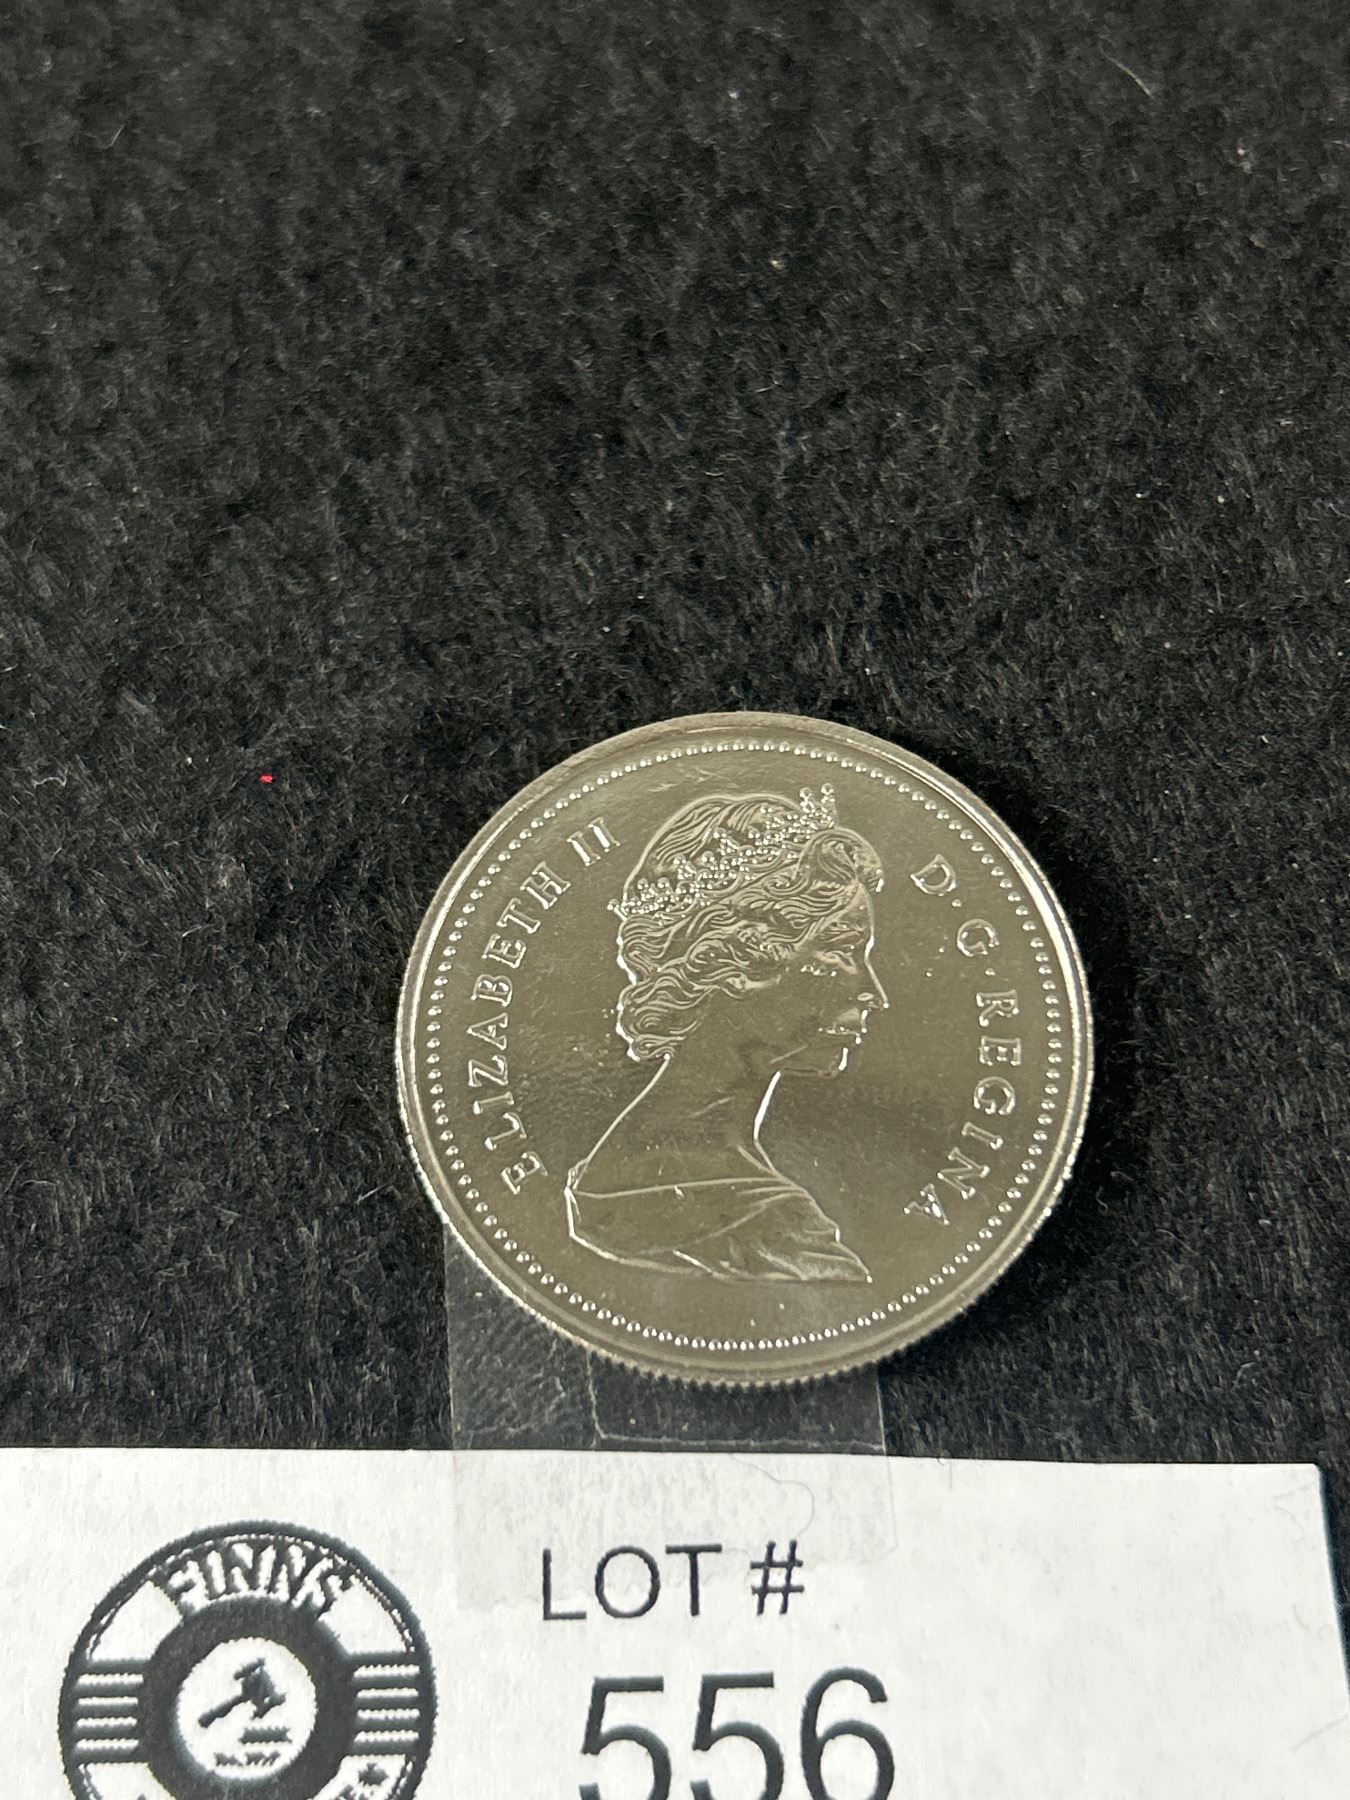 ELIZABETH II D·G·REGINA
FINNS
LOT #
556